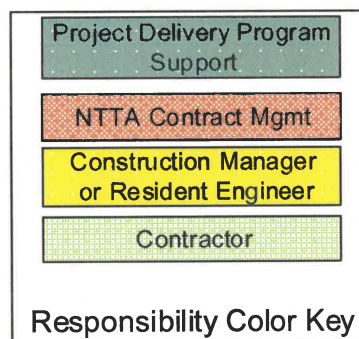 Project Delivery Program
Support
NTTA Contract Mgmt
Construction Manager
or Resident Engineer
Contractor
Responsibility Color Key